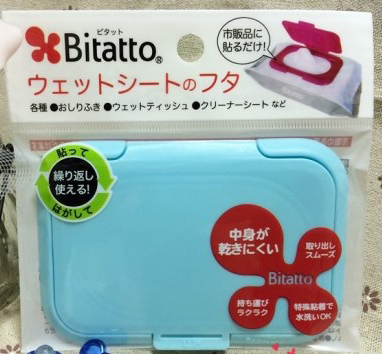 ビタット
Bitatto®
市販品に
貼るだけ!
ウェットシートのフタ
各種 ●おしりふき ●ウェットティッシュ ●クリーナーシート など
貼って
繰り返し
使える!
はがして
中身が
乾きにくい
取り出し
スムーズ
Bitatto
持ち運び
ラクラク
特殊粘着で
水洗いOK